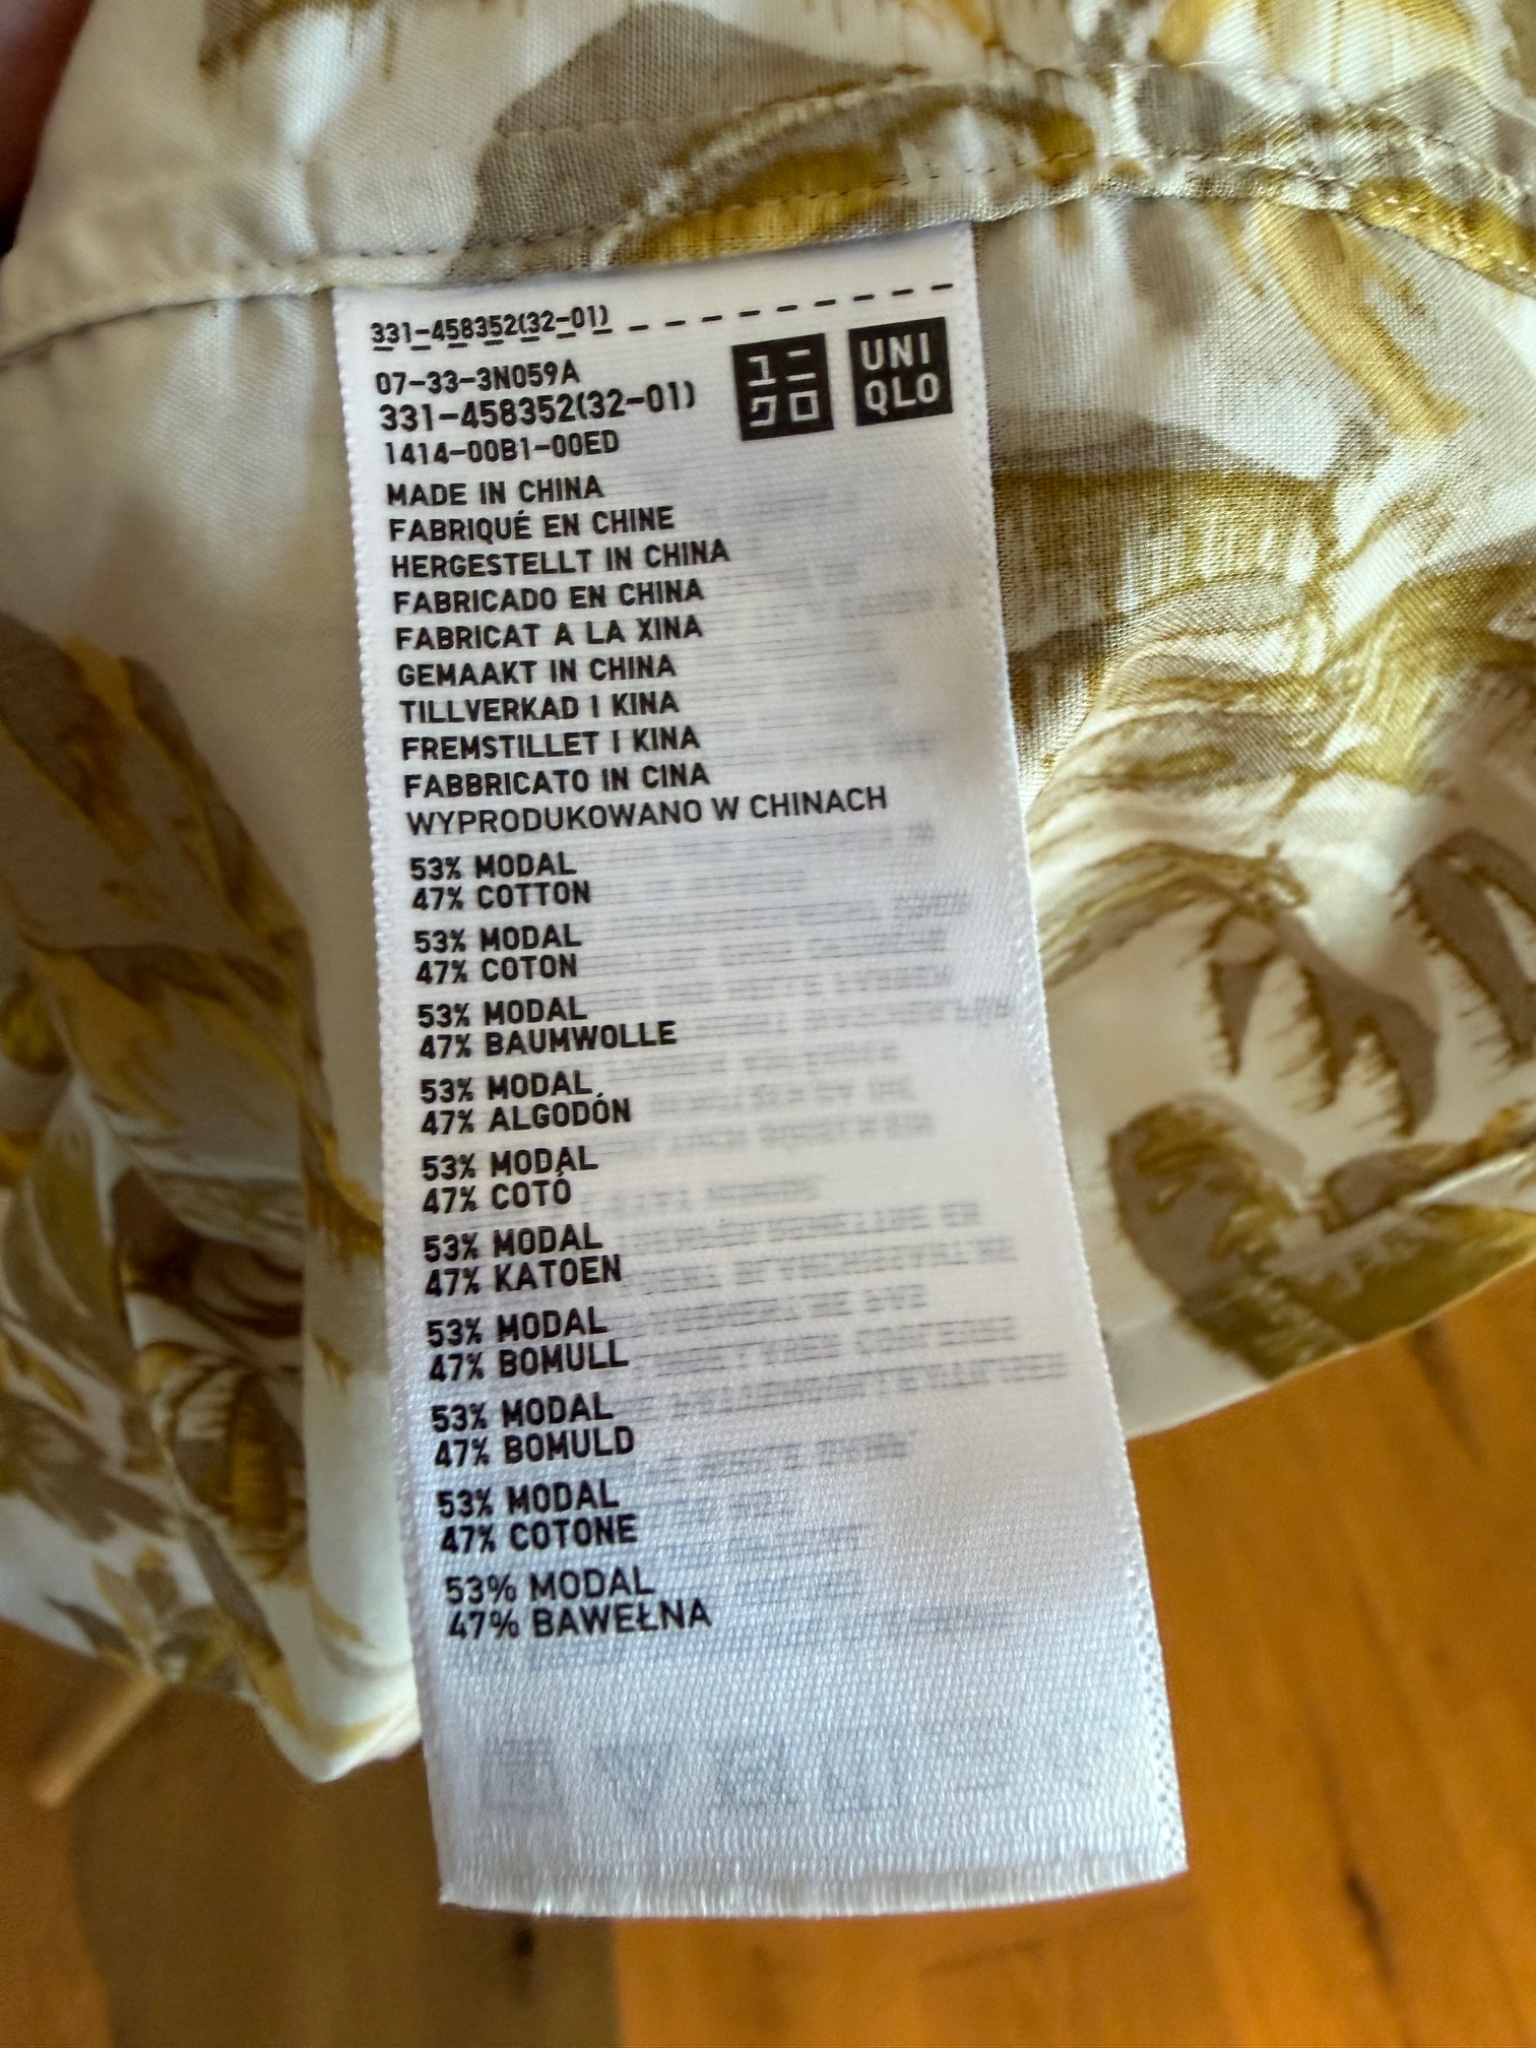 331-458352(32-01)
07-33-3N059A
331-458352(32-01)
1414-00B1-00ED
ユニ
クロ
UNI
QLO
MADE IN CHINA
FABRIQUÉ EN CHINE
HERGESTELLT IN CHINA
FABRICADO EN CHINA
FABRICAT A LA XINA
GEMAAKT IN CHINA
TILLVERKAD I KINA
FREMSTILLET I KINA
FABBRICATO IN CINA
WYPRODUKOWANO W CHINACH
53% MODAL
47% COTTON
53% MODAL
47% COTON
53% MODAL
47% BAUMWOLLE
53% MODAL
47% ALGODÓN
53% MODAL
47% COTÓ
53% MODAL
47% KATOEN
53% MODAL
47% BOMULL
53% MODAL
47% BOMULD
53% MODAL
47% COTONE
53% MODAL
47% BAWEŁNA